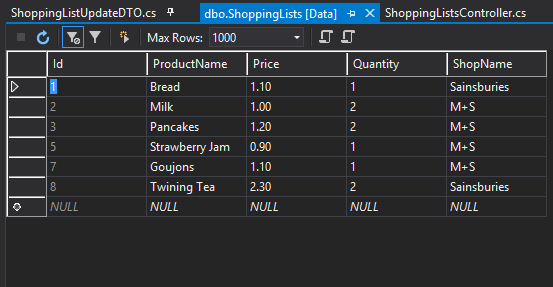 ShoppingListUpdateDTO.cs dbo.ShoppingLists [Data] ShoppingListsController.cs
Max Rows: 1000
Id ProductName Price Quantity ShopName
1 Bread 1.10 1 Sainsburies
2 Milk 1.00 2 M+S
3 Pancakes 1.20 2 M+S
5 Strawberry Jam 0.90 1 M+S
7 Goujons 1.10 1 M+S
8 Twining Tea 2.30 2 Sainsburies
NULL NULL NULL NULL NULL